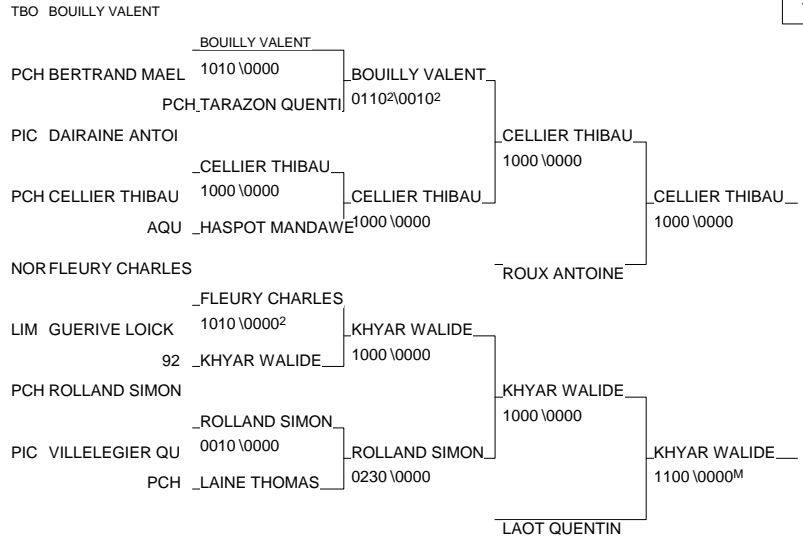 TBO BOUILLY VALENT
BOUILLY VALENT
PCH BERTRAND MAEL 1010 \0000 BOUILLY VALENT
PCH TARAZON QUENTI 0110² \0010²
PIC DAIRAINE ANTOI CELLIER THIBAU
CELLIER THIBAU 1000 \0000
PCH CELLIER THIBAU 1000 \0000 CELLIER THIBAU CELLIER THIBAU
AQU HASPOT MANDAWE 1000 \0000 1000 \0000
NOR FLEURY CHARLES ROUX ANTOINE
FLEURY CHARLES
LIM GUERIVE LOICK 1010 \0000² KHYAR WALIDE
92 KHYAR WALIDE 1000 \0000
PCH ROLLAND SIMON KHYAR WALIDE
ROLLAND SIMON 1000 \0000
PIC VILLELEGIER QU 0010 \0000 ROLLAND SIMON KHYAR WALIDE
PCH LAINE THOMAS 0230 \0000 1100 \0000ᴹ
LAOT QUENTIN